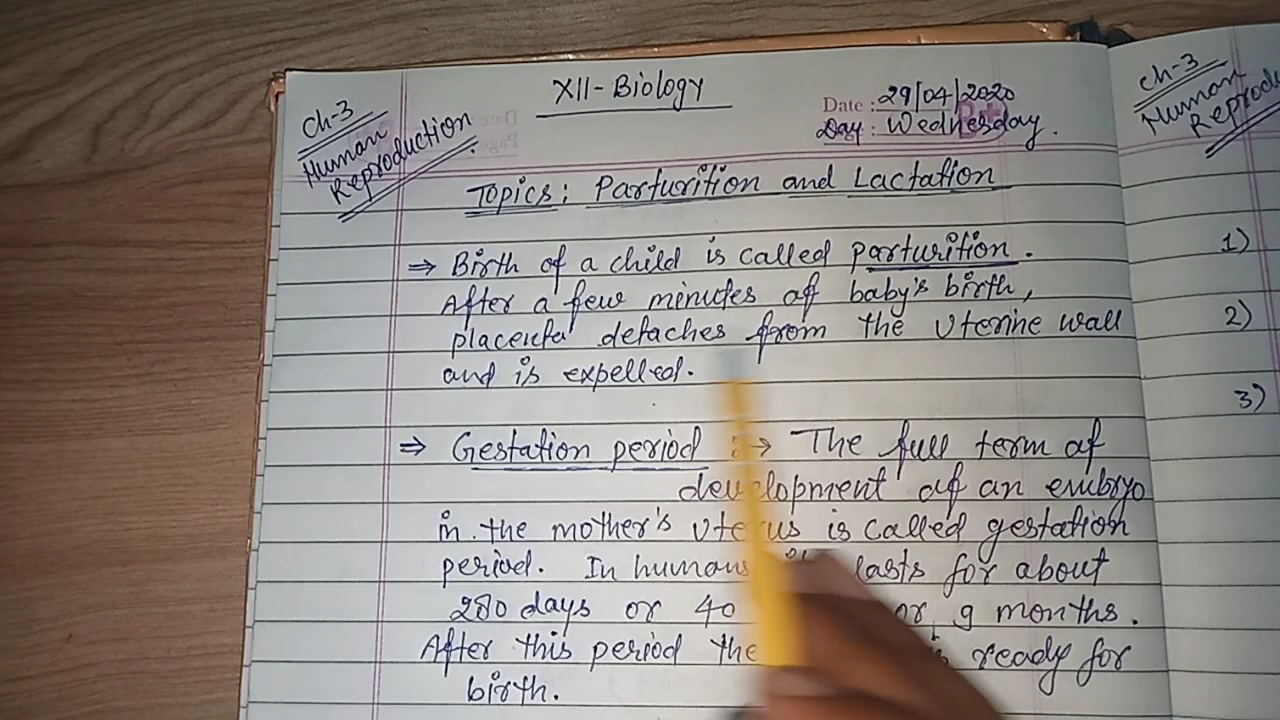 XII-Biology
Date : 29/04/2020
Day : Wednesday.
Ch-3
Human
Reproduction
Topics : Parturition and Lactation
⇒ Birth of a child is called parturition.
After a few minutes of baby's birth,
placenta detaches from the Uterine wall
and is expelled.
⇒ Gestation period :→ The full term of
development of an embryo
in the mother's uterus is called gestation
period. In humans lasts for about
280 days or 40 or 9 months.
After this period the ready for
birth.
Ch-3
Human
1)
2)
3)